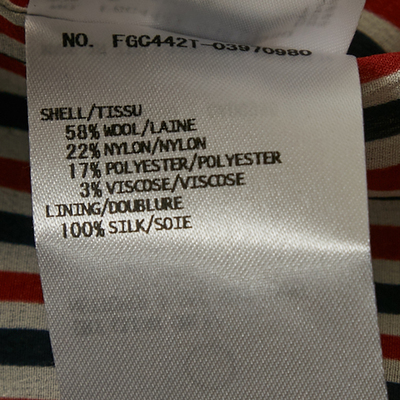 NO. FGC442T-03970980
SHELL/TISSU
58% WOOL/LAINE
22% NYLON/NYLON
17% POLYESTER/POLYESTER
3% VISCOSE/VISCOSE
LINING/DOUBLURE
100% SILK/SOIE